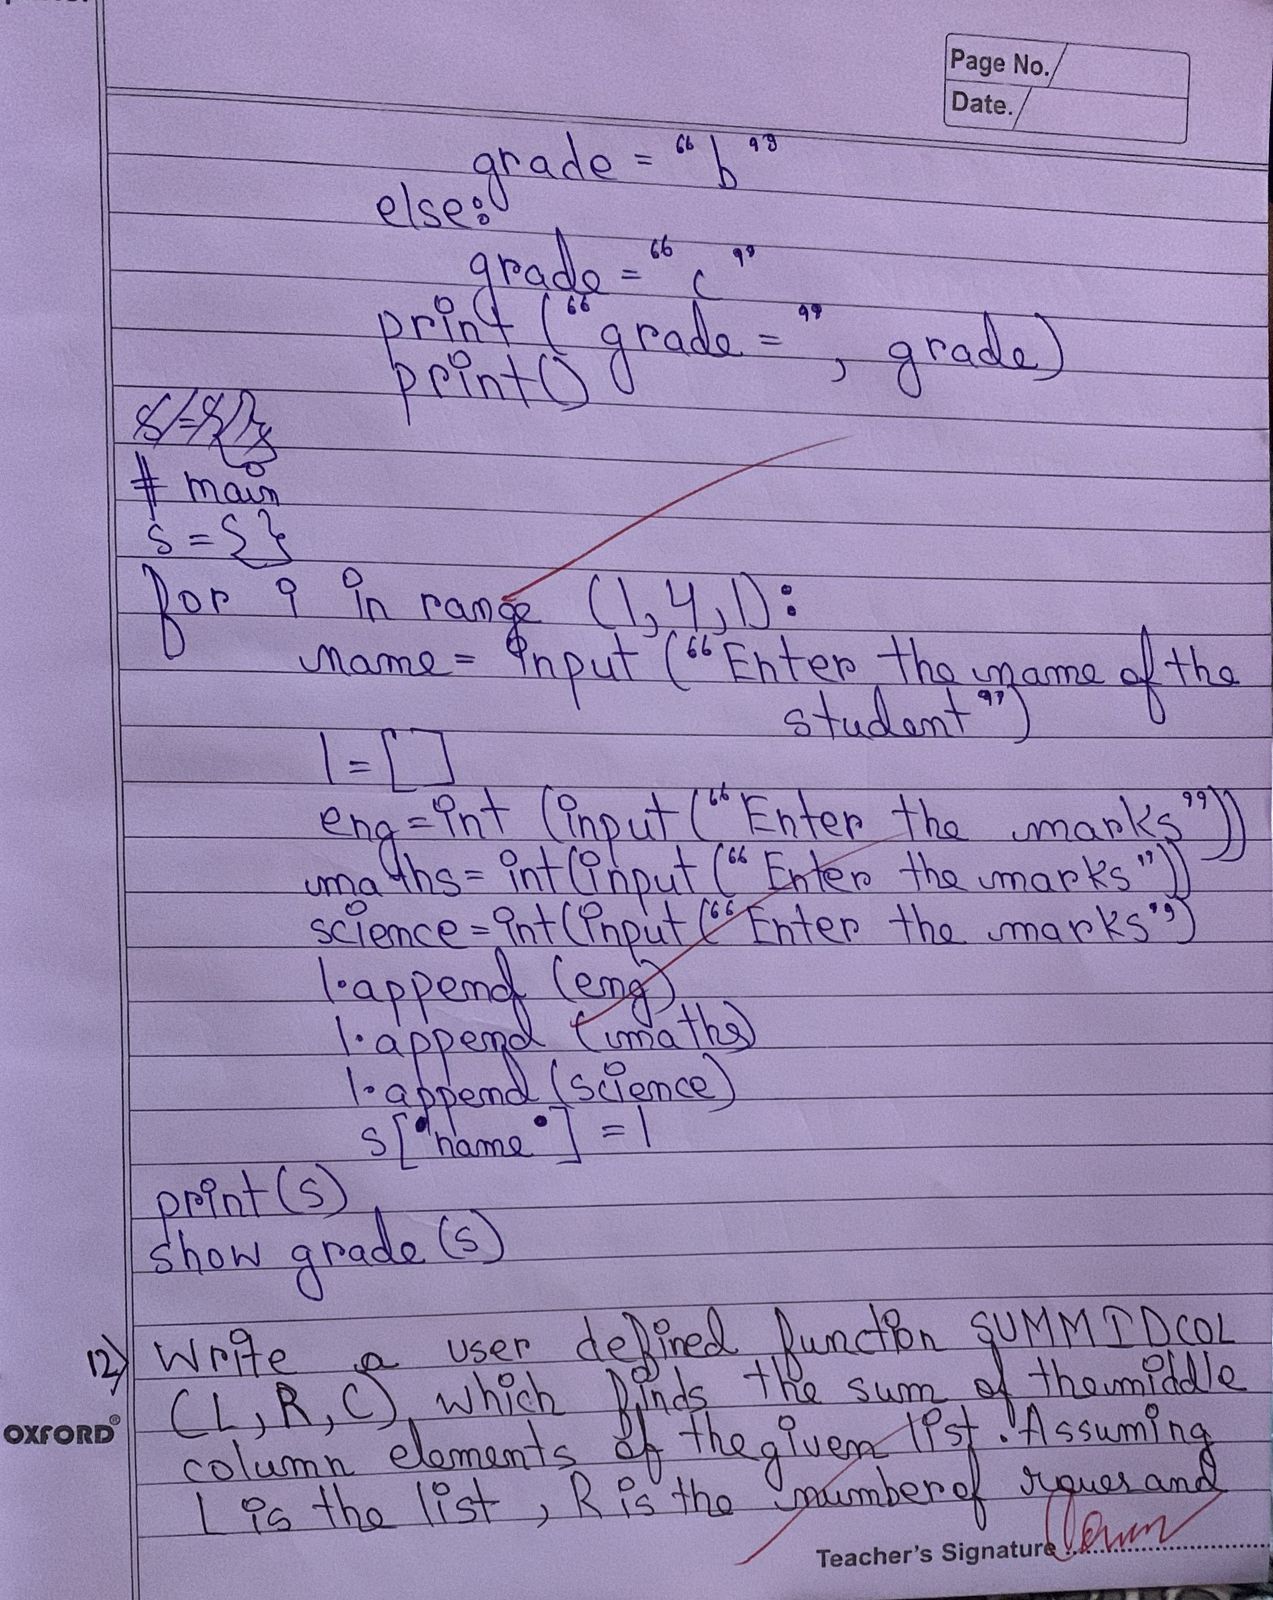 Page No.
Date.
grade = "b"
else:
grade = "c"
print ("grade = ", grade)
print()
# main
s = {}
for i in range (1,4,1):
name = input ("Enter the name of the
student")
l = []
eng = int (input ("Enter the marks"))
maths = int(input ("Enter the marks"))
science = int(input ("Enter the marks")
l.append (eng)
l.append (maths)
l.append (science)
s["name"] = l
print(s)
show grade (s)
12) Write a user defined function SUMMIDCOL
(L, R, C), which finds the sum of the middle
column elements of the given list. Assuming
L is the list, R is the number of and
OXFORD®
Teacher's Signature